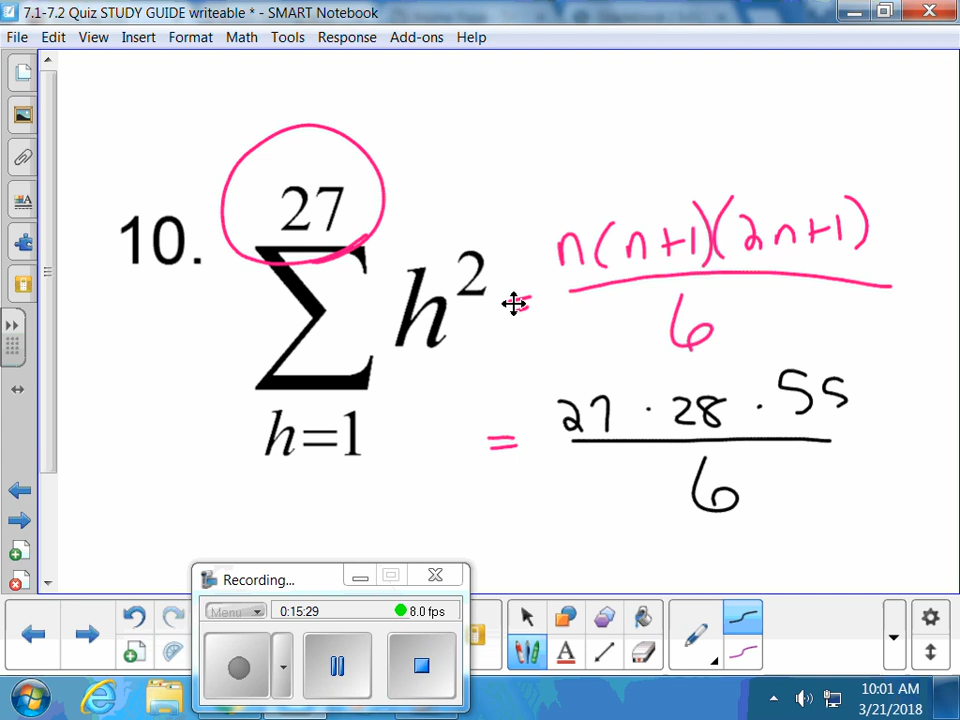 7.1-7.2 Quiz STUDY GUIDE writeable * - SMART Notebook
File Edit View Insert Format Math Tools Response Add-ons Help
27
10. ∑ h² = n(n+1)(2n+1)
6
h=1
= 27 · 28 · 55
6
Recording...
Menu 0:15:29 8.0 fps
10:01 AM
3/21/2018